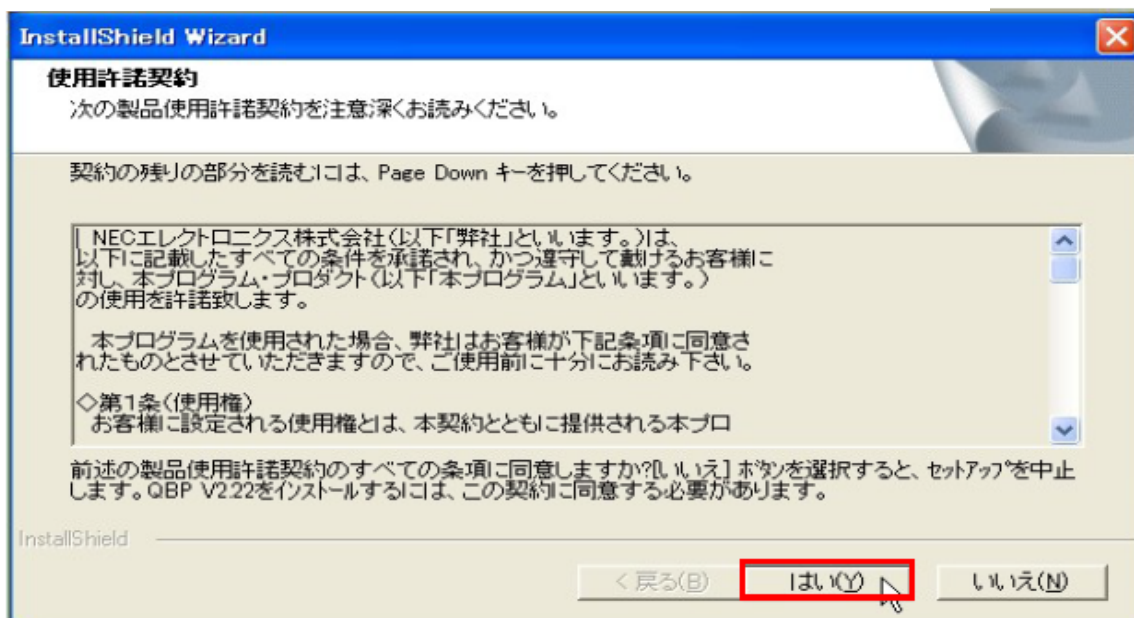 InstallShield Wizard
使用許諾契約
次の製品使用許諾契約を注意深くお読みください。
契約の残りの部分を読むには、Page Down キーを押してください。
NECエレクトロニクス株式会社(以下「弊社」といいます。)は、
以下に記載したすべての条件を承諾され、かつ遵守して戴けるお客様に
対し、本プログラム・プロダクト(以下「本プログラム」といいます。)
の使用を許諾致します。
本プログラムを使用された場合、弊社はお客様が下記条項に同意さ
れたものとさせていただきますので、ご使用前に十分にお読み下さい。
◇第1条(使用権)
お客様に設定される使用権とは、本契約とともに提供される本プロ
前述の製品使用許諾契約のすべての条項に同意しますか?[いいえ] ボタンを選択すると、セットアップを中止
します。QBP V2.22をインストールするには、この契約に同意する必要があります。
InstallShield
< 戻る(B)
はい(Y)
いいえ(N)